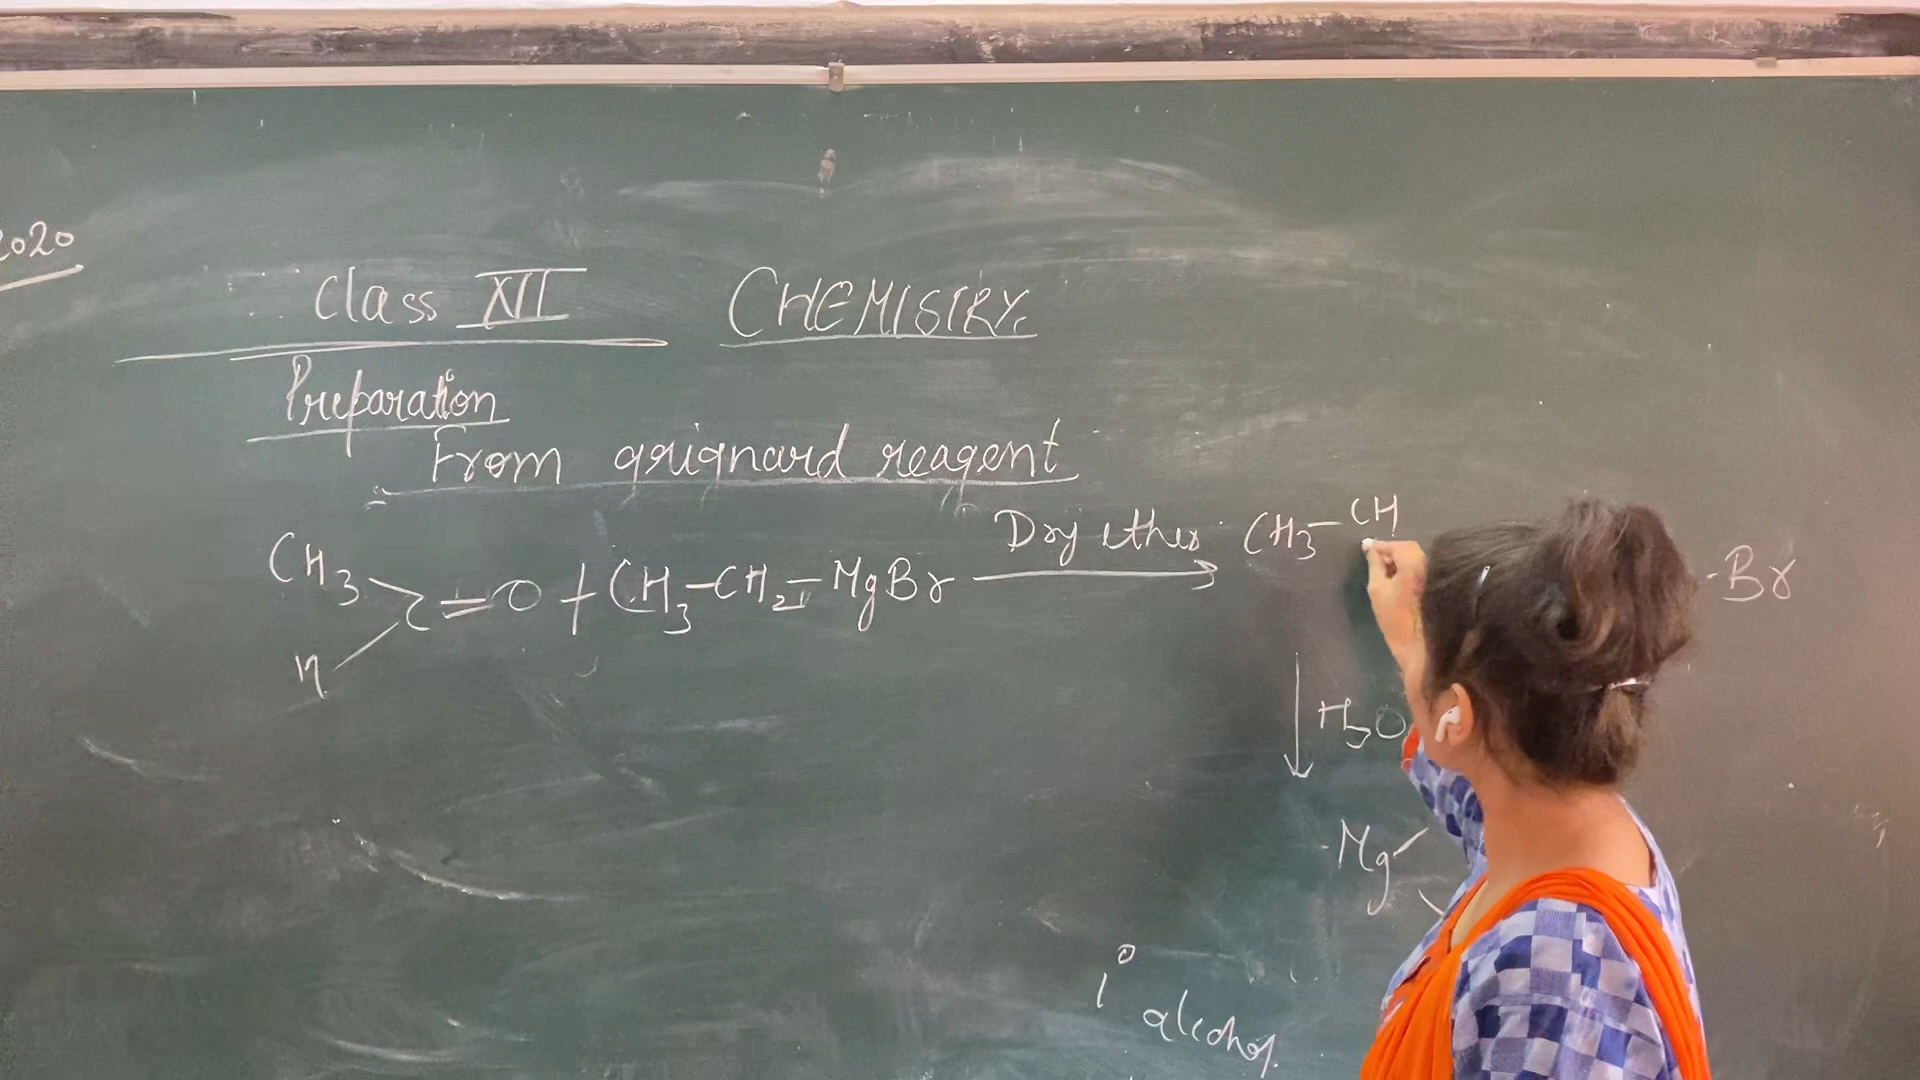 2020
Class XII CHEMISTRY
Preparation
From grignard reagent
CH3
C=O + CH3-CH2-MgBr
H
Dry ether
CH3-CH
-Br
H3O
Mg
1° alcohol